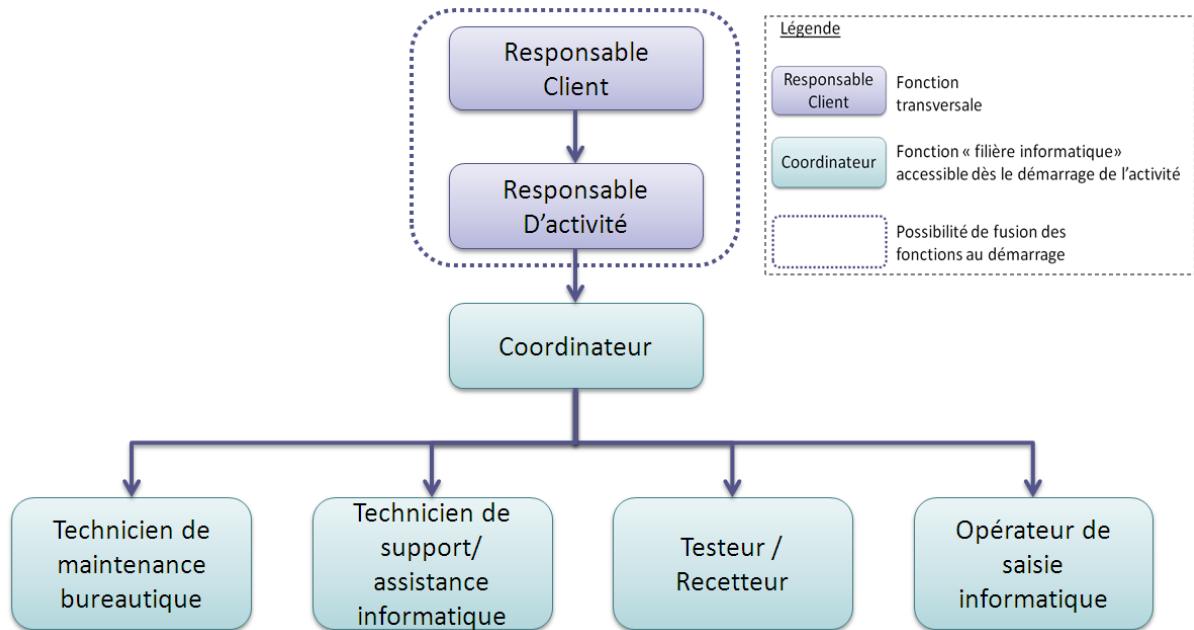 Responsable
Client
Responsable
D'activité
Coordinateur
Technicien de
maintenance
bureautique
Technicien de
support/
assistance
informatique
Testeur /
Recetteur
Opérateur de
saisie
informatique
Légende
Responsable
Client
Fonction
transversale
Coordinateur
Fonction « filière informatique»
accessible dès le démarrage de l'activité
Possibilité de fusion des
fonctions au démarrage